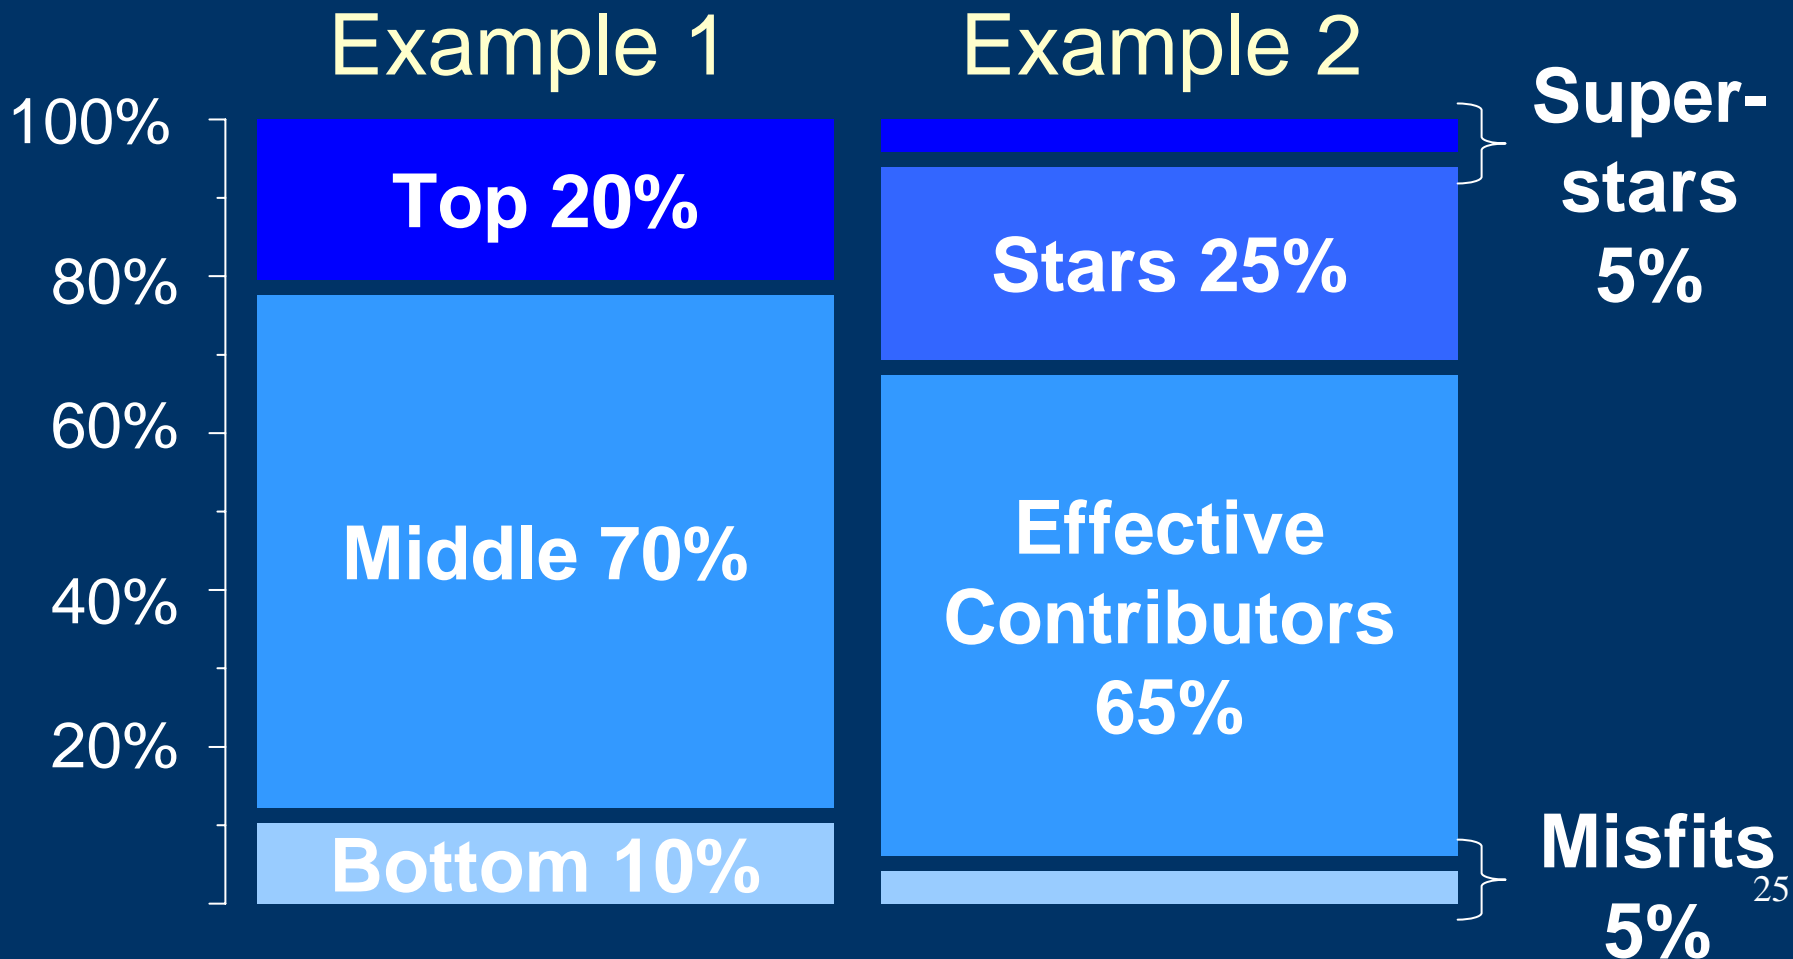 Example 1
Example 2
100%
80%
60%
40%
20%
Top 20%
Middle 70%
Bottom 10%
Stars 25%
Effective
Contributors
65%
Super-
stars
5%
Misfits
5%
25